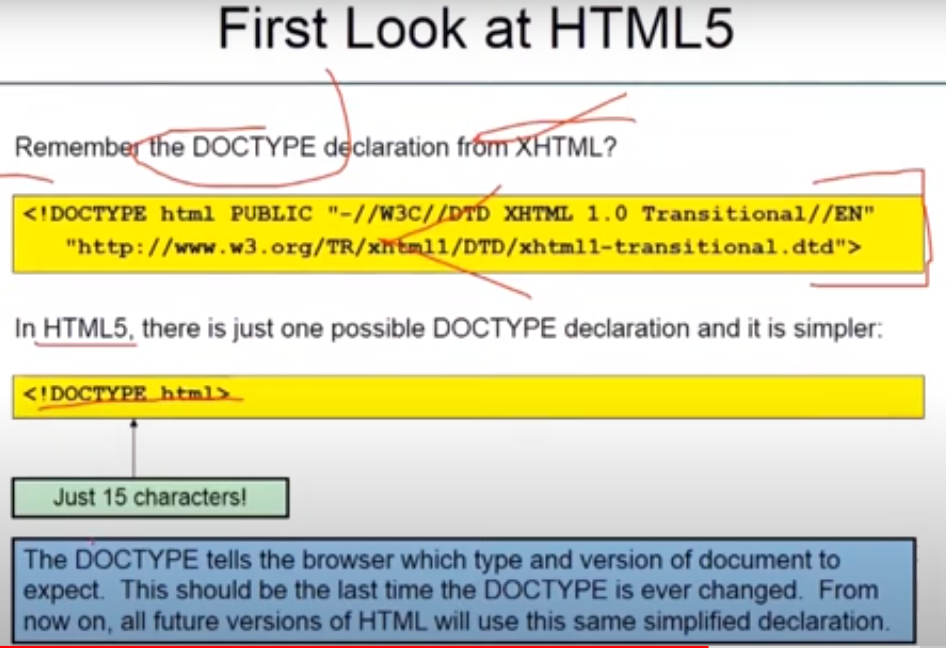 First Look at HTML5
Remember the DOCTYPE declaration from XHTML?
<!DOCTYPE html PUBLIC "-//W3C//DTD XHTML 1.0 Transitional//EN"
"http://www.w3.org/TR/xhtml1/DTD/xhtml1-transitional.dtd">
In HTML5, there is just one possible DOCTYPE declaration and it is simpler:
<!DOCTYPE html>
Just 15 characters!
The DOCTYPE tells the browser which type and version of document to
expect. This should be the last time the DOCTYPE is ever changed. From
now on, all future versions of HTML will use this same simplified declaration.